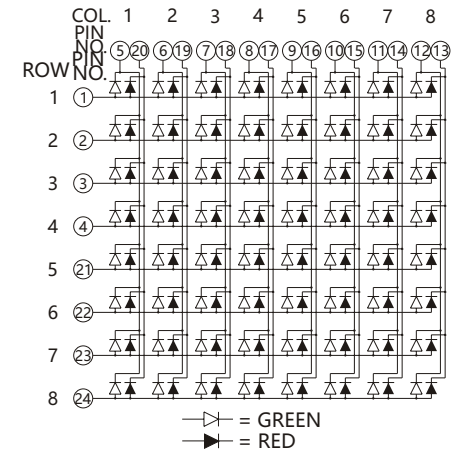 COL. 1 2 3 4 5 6 7 8
PIN
NO. 5 20 6 19 7 18 8 17 9 16 10 15 11 14 12 13
PIN
ROW NO.
1 1
2 2
3 3
4 4
5 21
6 22
7 23
8 24
= GREEN
= RED